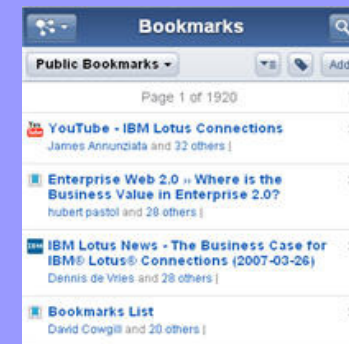 Bookmarks
Public Bookmarks
Add
Page 1 of 1920
YouTube - IBM Lotus Connections
James Annunziata and 32 others |
Enterprise Web 2.0 » Where is the
Business Value in Enterprise 2.0?
hubert pastol and 28 others |
IBM Lotus News - The Business Case for
IBM® Lotus® Connections (2007-03-26)
Dennis de Vries and 28 others |
Bookmarks List
David Cowgill and 20 others |